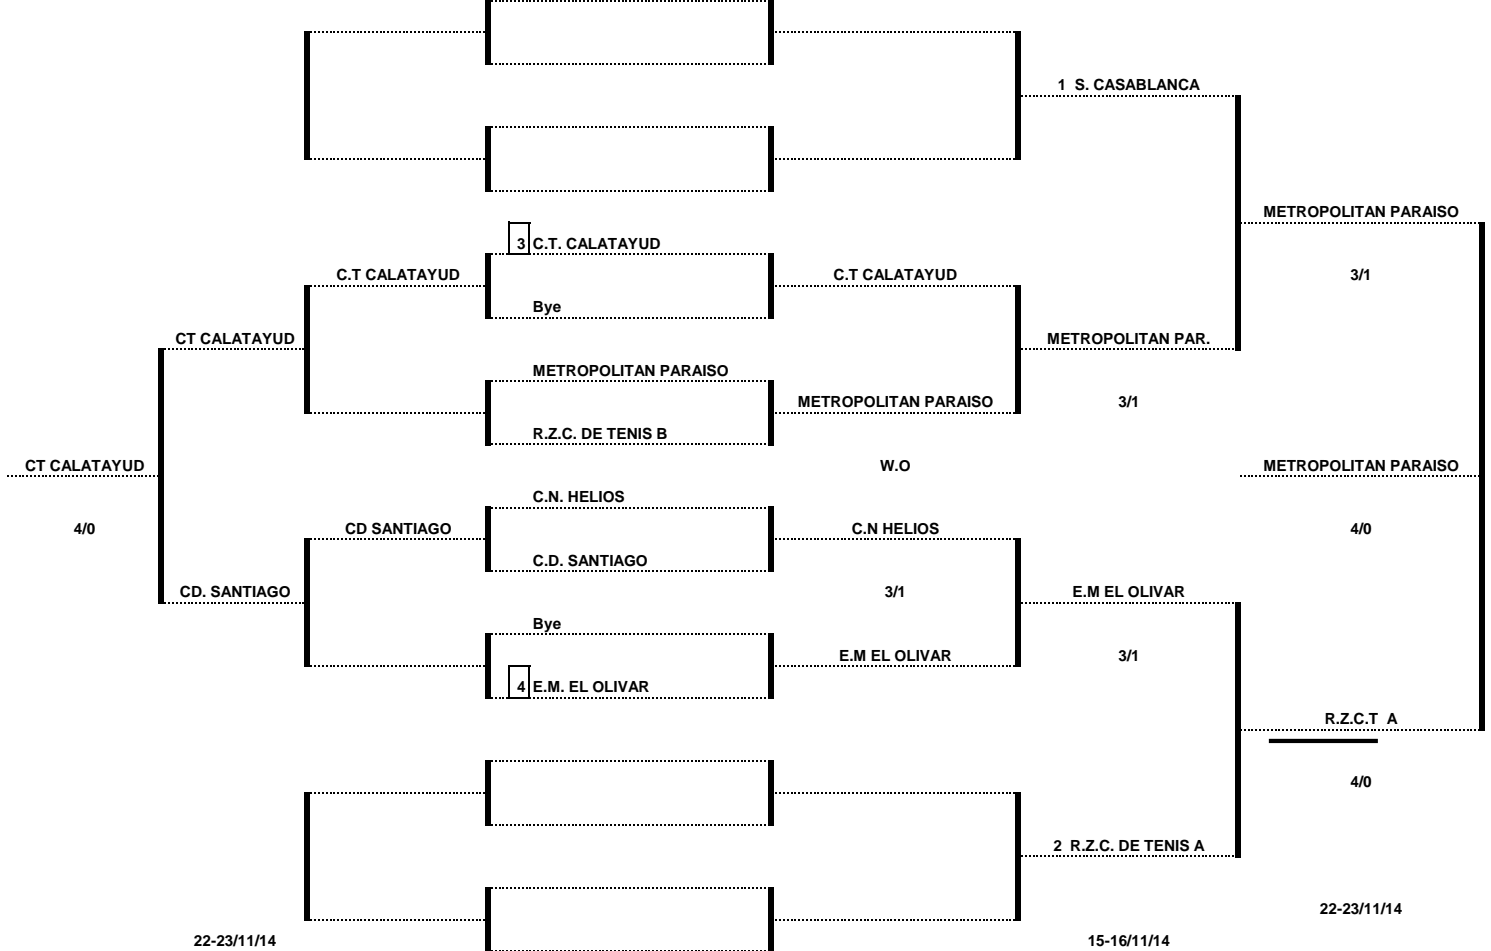 1 S. CASABLANCA
METROPOLITAN PARAISO
3 C.T. CALATAYUD
C.T CALATAYUD C.T CALATAYUD 3/1
Bye
CT CALATAYUD METROPOLITAN PAR.
METROPOLITAN PARAISO
METROPOLITAN PARAISO 3/1
R.Z.C. DE TENIS B
CT CALATAYUD W.O METROPOLITAN PARAISO
C.N. HELIOS
4/0 CD SANTIAGO C.N HELIOS 4/0
C.D. SANTIAGO
CD. SANTIAGO 3/1 E.M EL OLIVAR
Bye
E.M EL OLIVAR 3/1
4 E.M. EL OLIVAR
R.Z.C.T A
4/0
2 R.Z.C. DE TENIS A
22-23/11/14
22-23/11/14 15-16/11/14